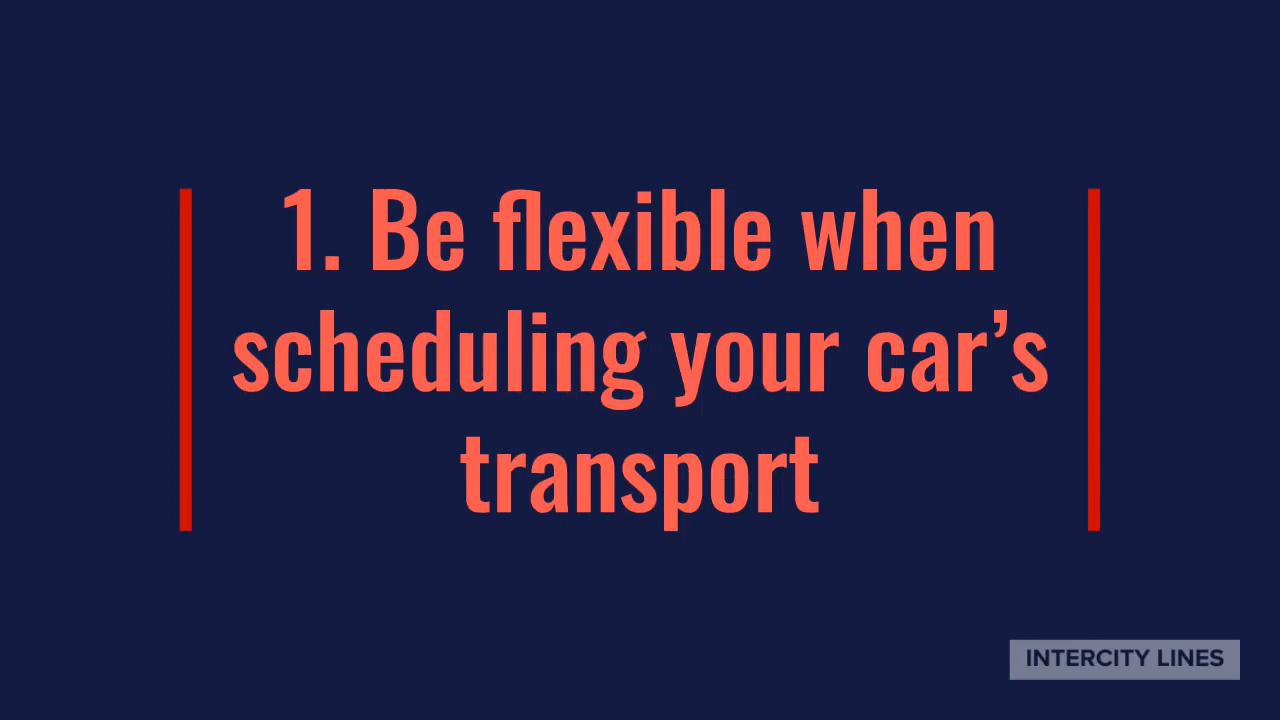 1. Be flexible when
scheduling your car’s
transport
INTERCITY LINES